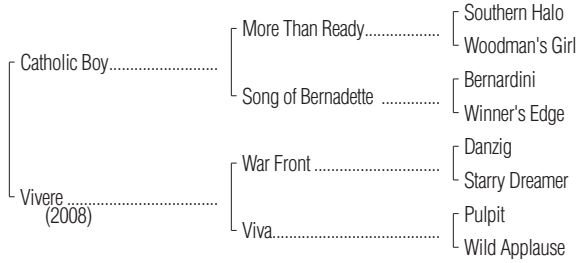 Southern Halo
More Than Ready..................
Woodman's Girl
Catholic Boy..........................
Bernardini
Song of Bernadette ..............
Winner's Edge
Danzig
War Front ..............................
Starry Dreamer
Vivere ....................................
(2008)
Pulpit
Viva........................................
Wild Applause